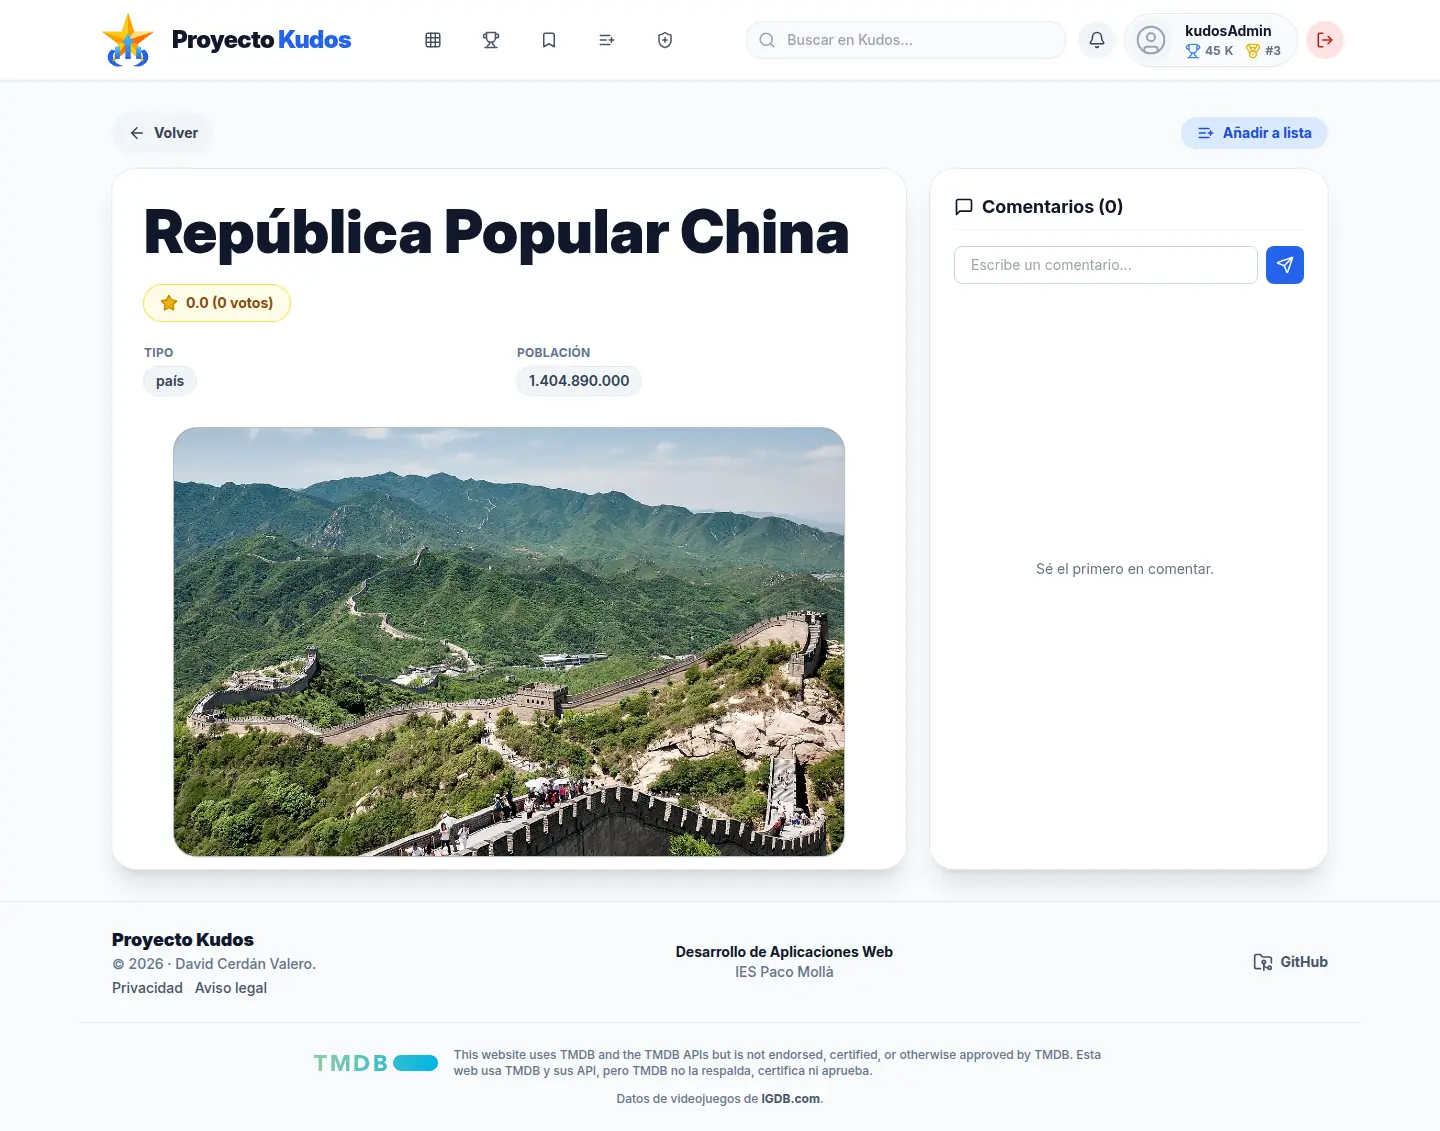 Proyecto Kudos
Buscar en Kudos...
kudosAdmin
45 K #3
Volver
Añadir a lista
República Popular China
0.0 (0 votos)
TIPO
país
POBLACIÓN
1.404.890.000
Comentarios (0)
Escribe un comentario...
Sé el primero en comentar.
Proyecto Kudos
© 2026 · David Cerdán Valero.
Privacidad Aviso legal
Desarrollo de Aplicaciones Web
IES Paco Mollà
GitHub
TMDB
This website uses TMDB and the TMDB APIs but is not endorsed, certified, or otherwise approved by TMDB. Esta
web usa TMDB y sus API, pero TMDB no la respalda, certifica ni aprueba.
Datos de videojuegos de IGDB.com.